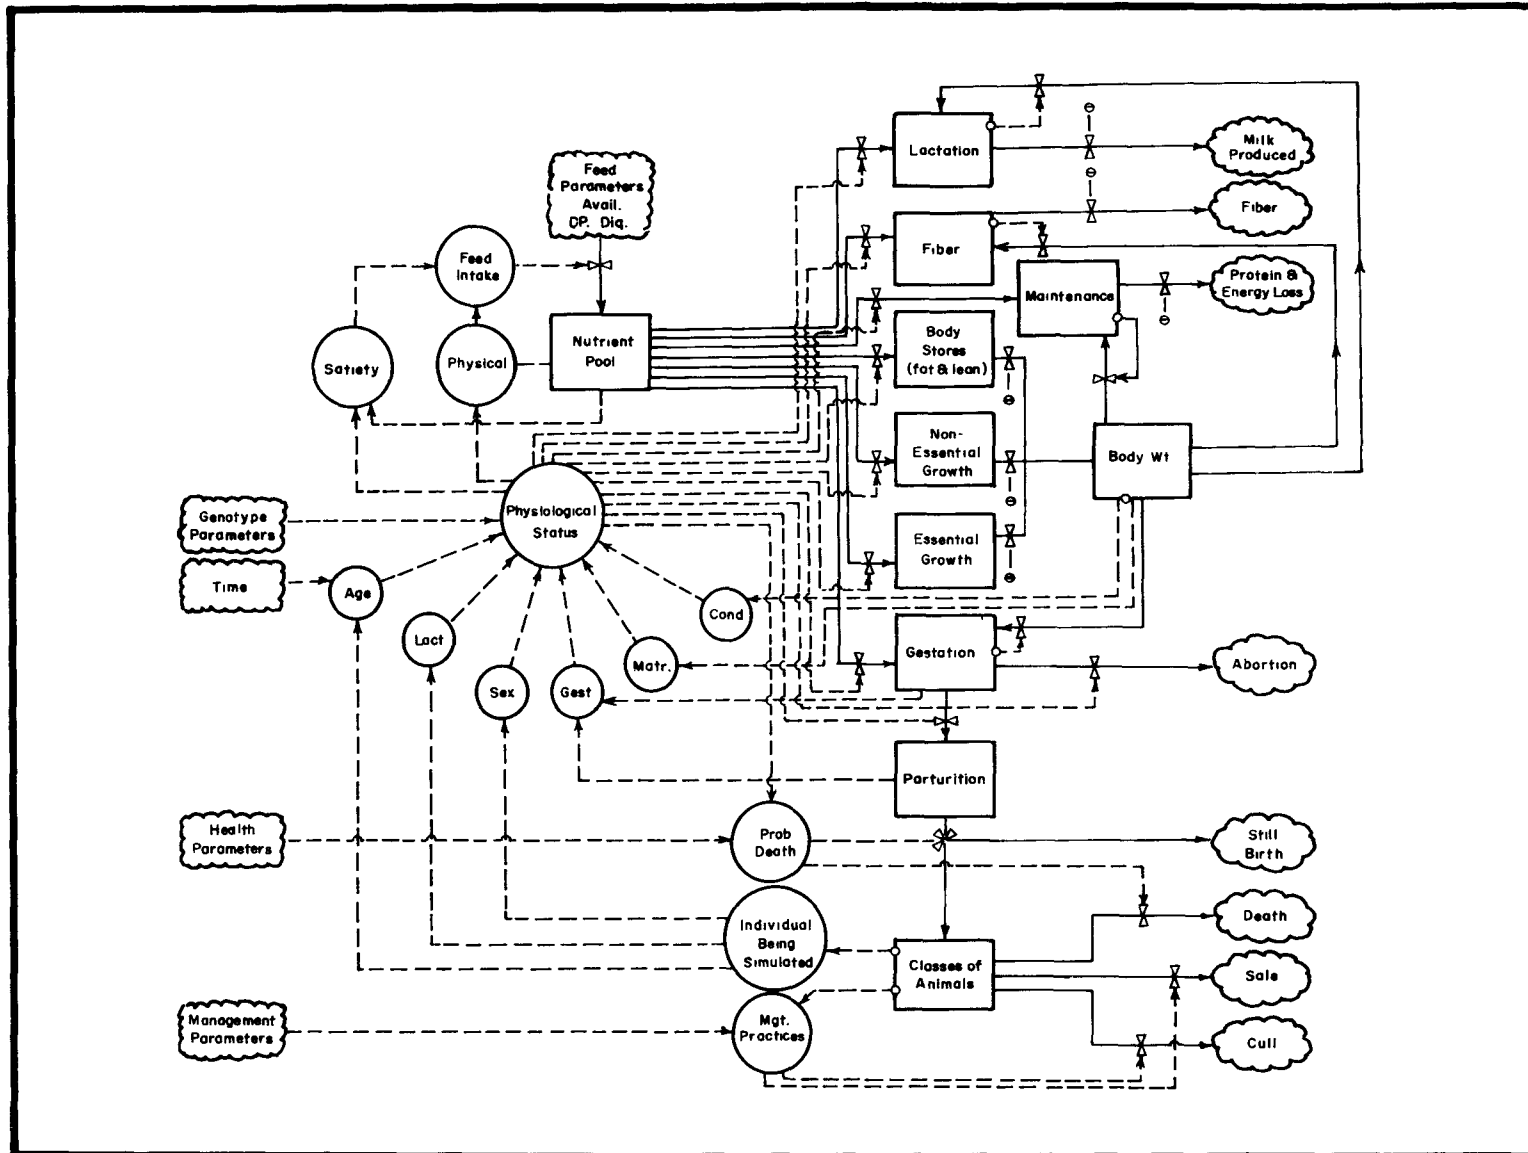 Lactation
Milk
Produced
Feed
Parameters
Avail.
CP. Dig.
Fiber
Fiber
Feed
Intake
Maintenance
Protein &
Energy Loss
Nutrient
Pool
Body
Stores
(fat & lean)
Satiety
Physical
Non-
Essential
Growth
Body Wt
Physiological
Status
Genotype
Parameters
Essential
Growth
Time
Age
Cond
Lact
Gestation
Matr.
Abortion
Sex
Gest
Parturition
Health
Parameters
Prob
Death
Still
Birth
Individual
Being
Simulated
Death
Classes of
Animals
Sale
Management
Parameters
Mgt.
Practices
Cull